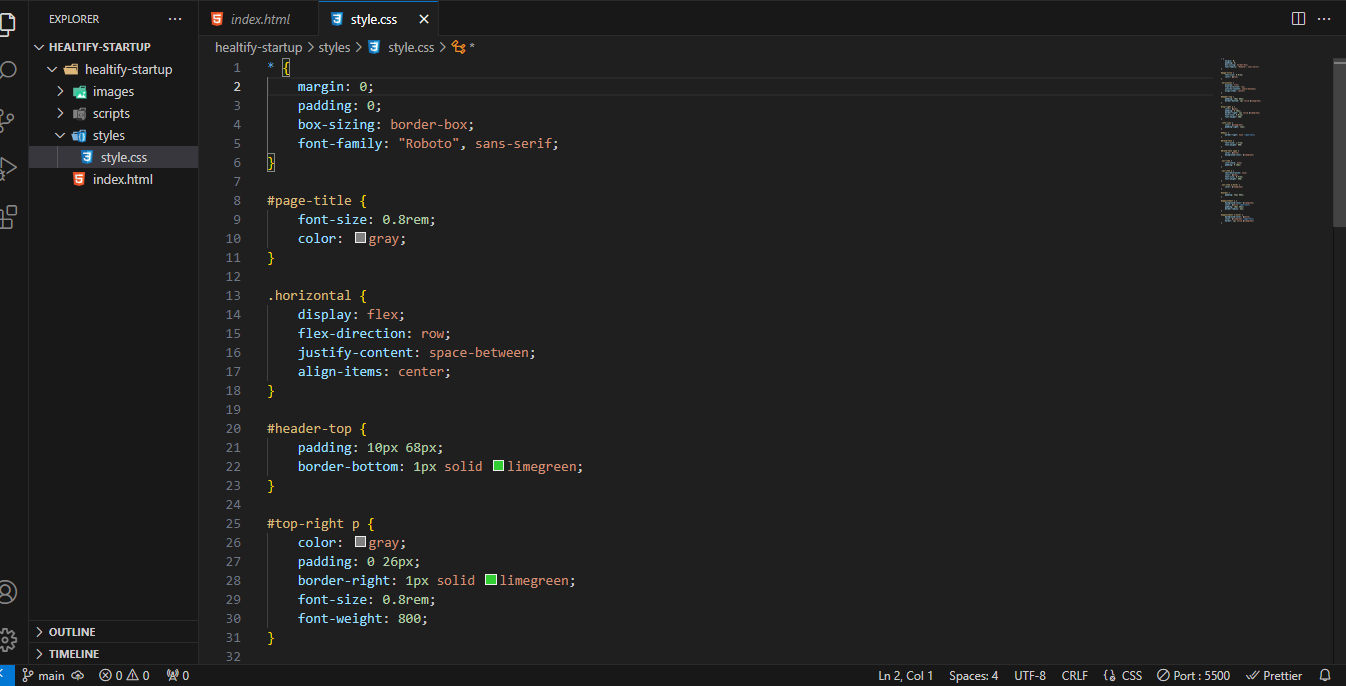 EXPLORER
HEALTIFY-STARTUP
healtify-startup
images
scripts
styles
style.css
index.html
OUTLINE
TIMELINE
index.html
style.css
healtify-startup > styles > style.css > *
1 * {
2 margin: 0;
3 padding: 0;
4 box-sizing: border-box;
5 font-family: "Roboto", sans-serif;
6 }
7
8 #page-title {
9 font-size: 0.8rem;
10 color: gray;
11 }
12
13 .horizontal {
14 display: flex;
15 flex-direction: row;
16 justify-content: space-between;
17 align-items: center;
18 }
19
20 #header-top {
21 padding: 10px 68px;
22 border-bottom: 1px solid limegreen;
23 }
24
25 #top-right p {
26 color: gray;
27 padding: 0 26px;
28 border-right: 1px solid limegreen;
29 font-size: 0.8rem;
30 font-weight: 800;
31 }
32
main 0 0 0 Ln 2, Col 1 Spaces: 4 UTF-8 CRLF {} CSS Port : 5500 Prettier